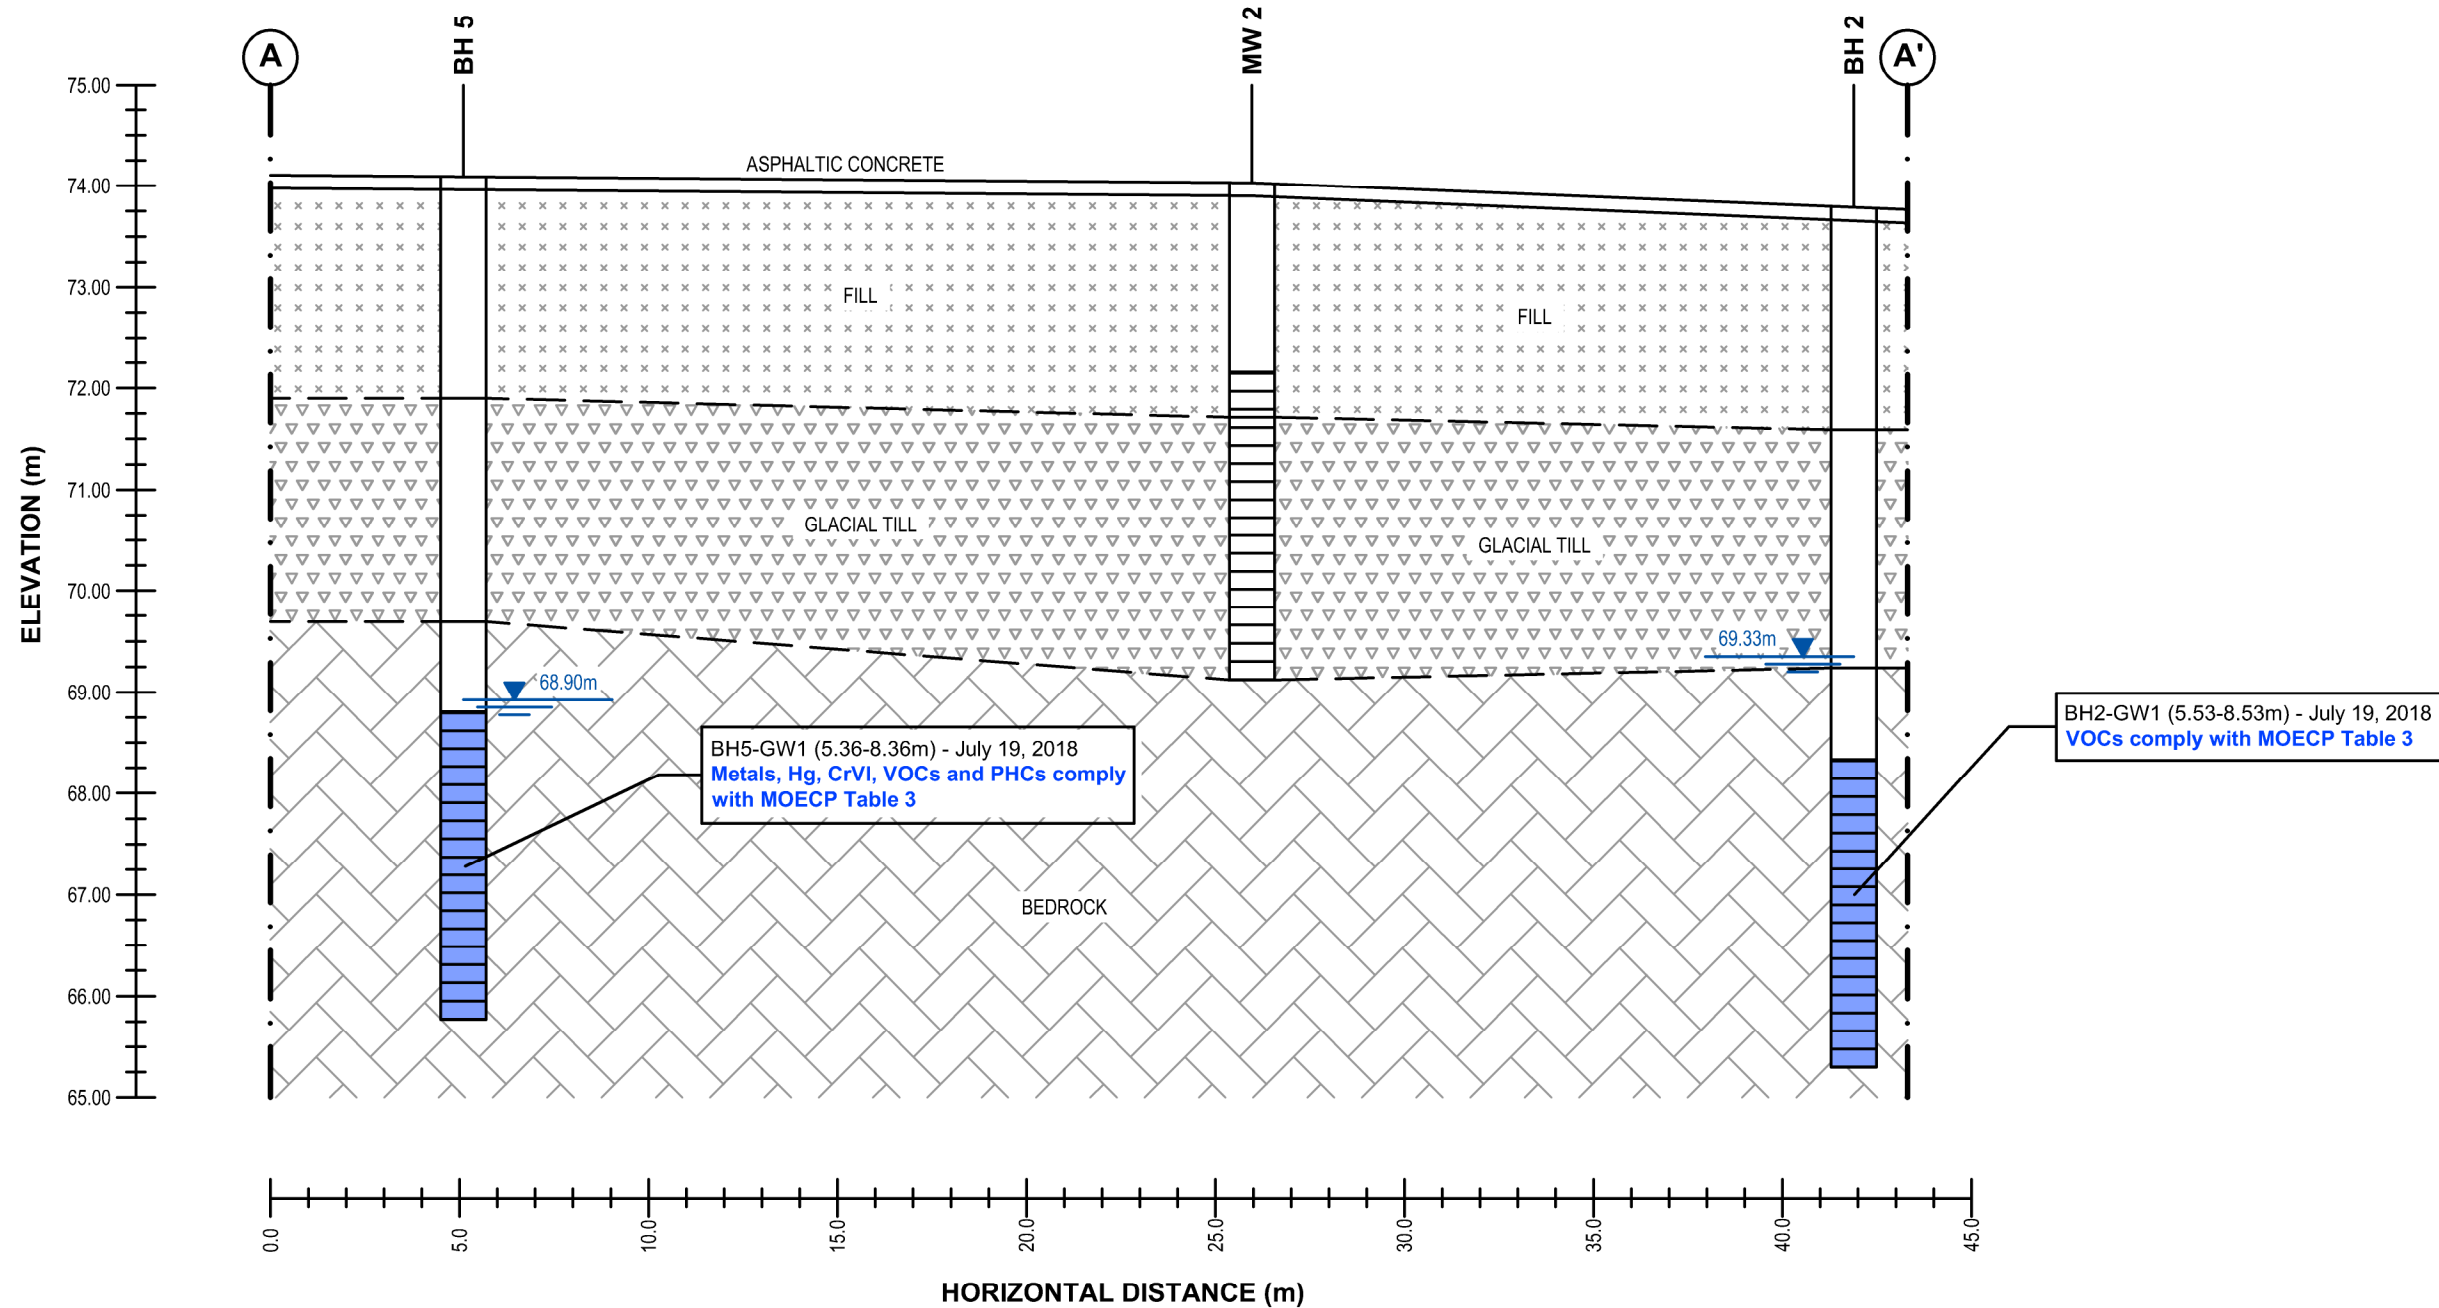 A
BH 5
MW 2
BH 2
A'
75.00
74.00
73.00
72.00
71.00
70.00
69.00
68.00
67.00
66.00
65.00
ELEVATION (m)
ASPHALTIC CONCRETE
FILL
FILL
GLACIAL TILL
GLACIAL TILL
69.33m
68.90m
BH5-GW1 (5.36-8.36m) - July 19, 2018
Metals, Hg, CrVI, VOCs and PHCs comply
with MOECP Table 3
BH2-GW1 (5.53-8.53m) - July 19, 2018
VOCs comply with MOECP Table 3
BEDROCK
0.0
5.0
10.0
15.0
20.0
25.0
30.0
35.0
40.0
45.0
HORIZONTAL DISTANCE (m)